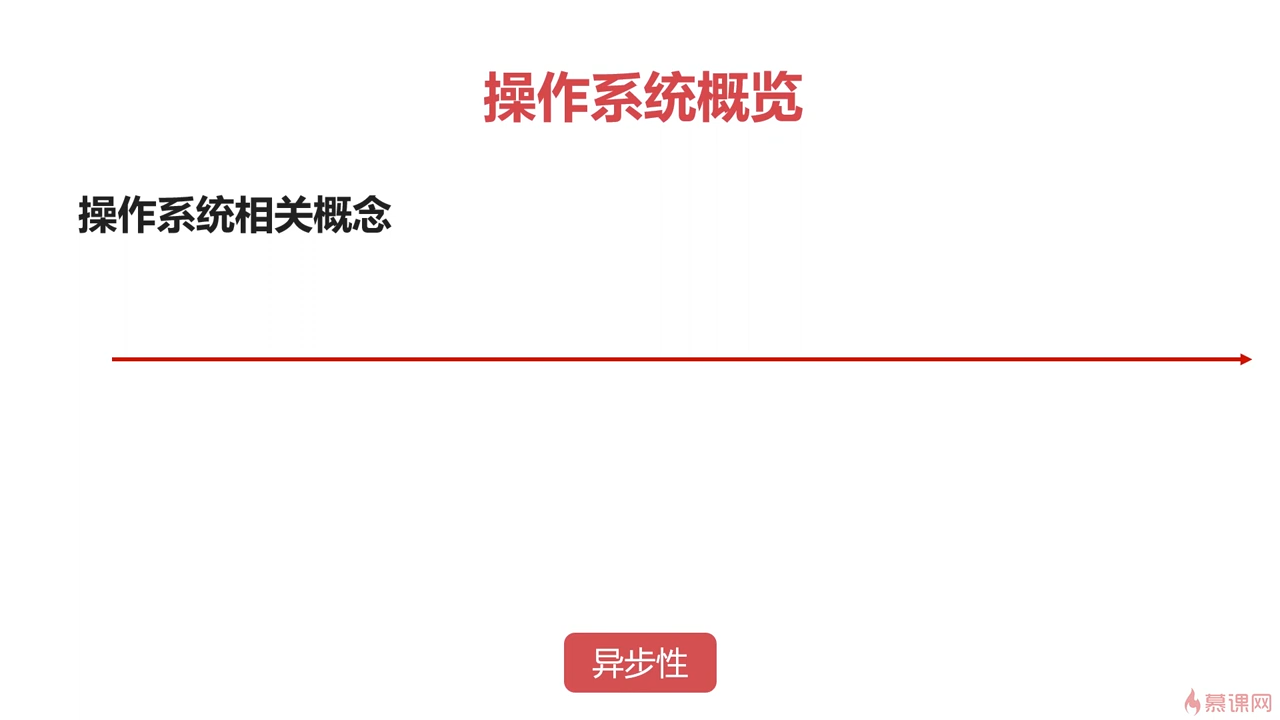 操作系统概览
操作系统相关概念
异步性
慕课网